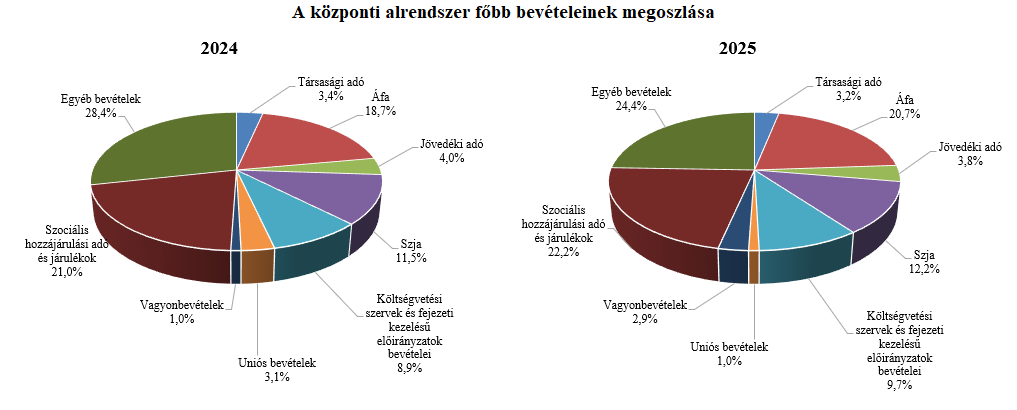 A központi alrendszer főbb bevételeinek megoszlása
2024
Társasági adó
3,4%
Áfa
18,7%
Jövedéki adó
4,0%
Szja
11,5%
Költségvetési
szervek és fejezeti
kezelésű
előirányzatok
bevételei
8,9%
Uniós bevételek
3,1%
Vagyonbevételek
1,0%
Szociális
hozzájárulási adó
és járulékok
21,0%
Egyéb bevételek
28,4%
2025
Társasági adó
3,2%
Áfa
20,7%
Jövedéki adó
3,8%
Szja
12,2%
Költségvetési
szervek és fejezeti
kezelésű
előirányzatok
bevételei
9,7%
Uniós bevételek
1,0%
Vagyonbevételek
2,9%
Szociális
hozzájárulási adó
és járulékok
22,2%
Egyéb bevételek
24,4%